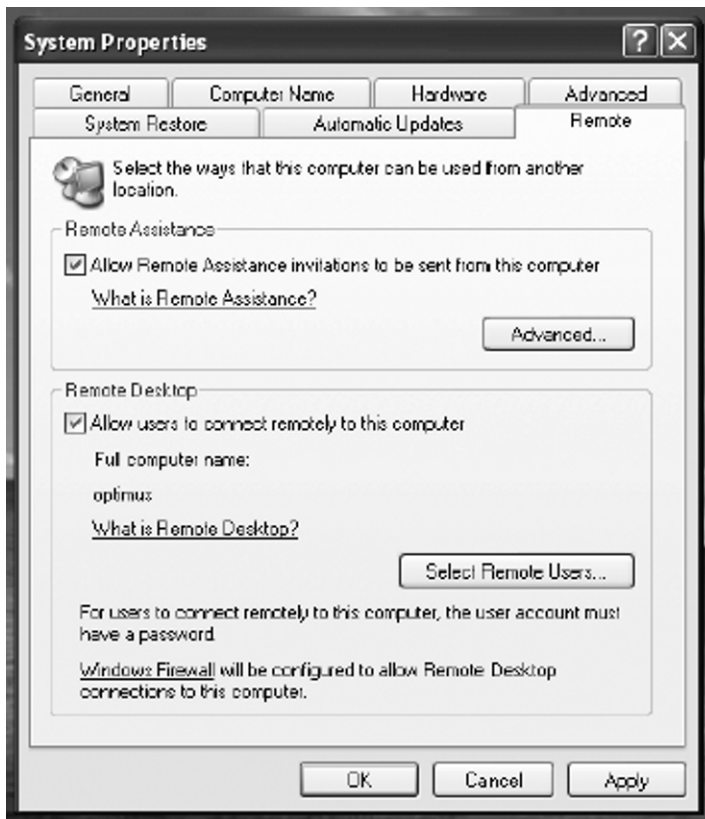 System Properties
General Computer Name Hardware Advanced
System Restore Automatic Updates Remote
Select the ways that this computer can be used from another
location.
Remote Assistance
Allow Remote Assistance invitations to be sent from this computer
What is Remote Assistance?
Advanced...
Remote Desktop
Allow users to connect remotely to this computer
Full computer name:
optimus
What is Remote Desktop?
Select Remote Users...
For users to connect remotely to this computer, the user account must
have a password
Windows Firewall will be configured to allow Remote Desktop
connections to this computer.
OK Cancel Apply